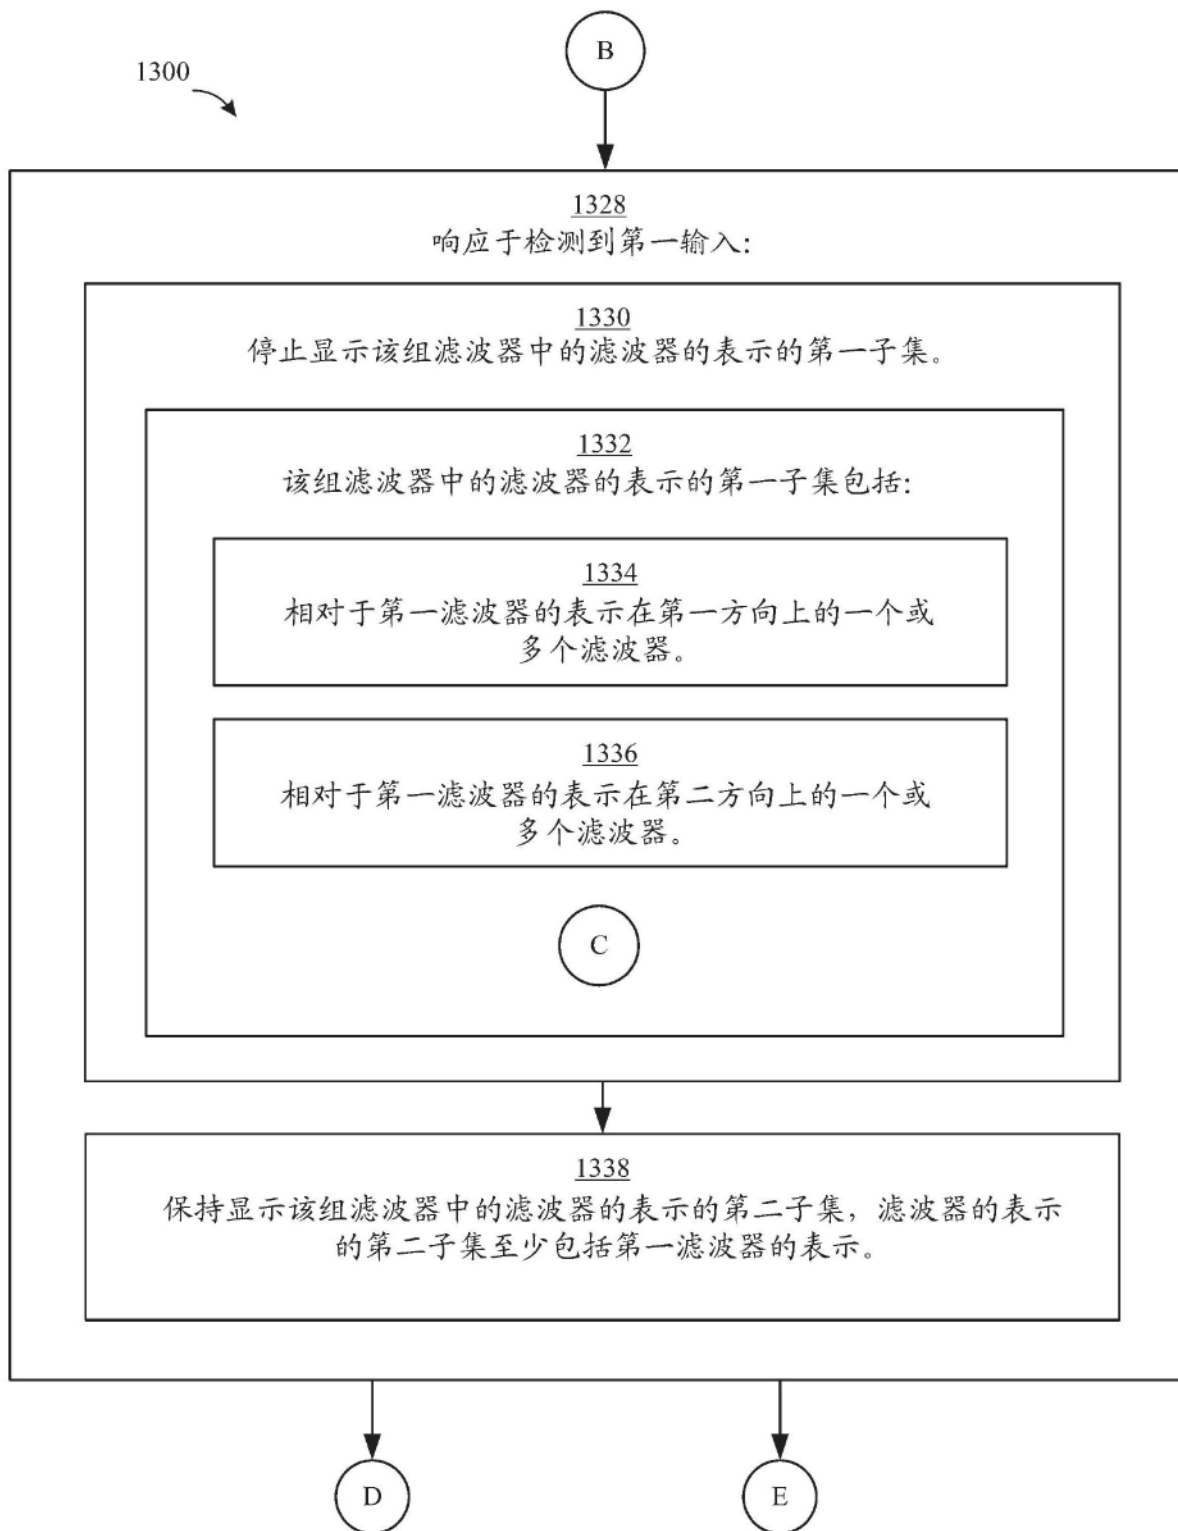 B
1300
1328
响应于检测到第一输入：
1330
停止显示该组滤波器中的滤波器的表示的第一子集。
1332
该组滤波器中的滤波器的表示的第一子集包括：
1334
相对于第一滤波器的表示在第一方向上的一个或
多个滤波器。
1336
相对于第一滤波器的表示在第二方向上的一个或
多个滤波器。
C
1338
保持显示该组滤波器中的滤波器的表示的第二子集，滤波器的表示
的第二子集至少包括第一滤波器的表示。
D
E